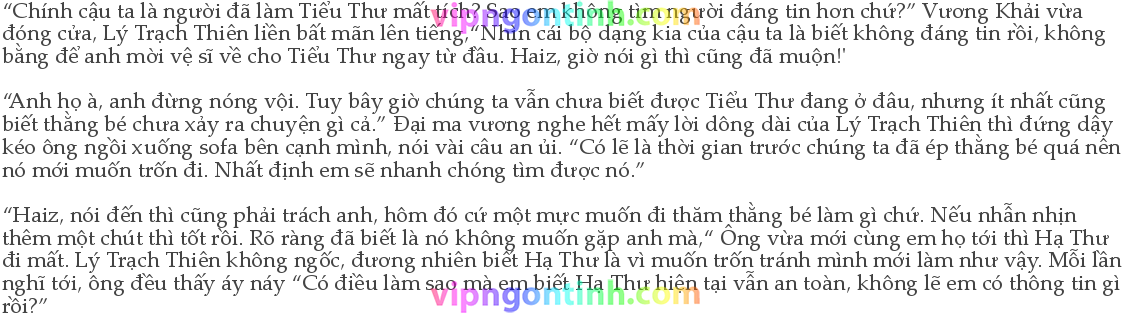 “Chính cậu ta là người đã làm Tiểu Thư mất tích? Sao em không tìm người đáng tin hơn chứ?” Vương Khải vừa
đóng cửa, Lý Trạch Thiên liền bất mãn lên tiếng,“Nhìn cái bộ dạng kia của cậu ta là biết không đáng tin rồi, không
bằng để anh mời vệ sĩ về cho Tiểu Thư ngay từ đầu. Haiz, giờ nói gì thì cũng đã muộn!'
“Anh họ à, anh đừng nóng vội. Tuy bây giờ chúng ta vẫn chưa biết được Tiểu Thư đang ở đâu, nhưng ít nhất cũng
biết thằng bé chưa xảy ra chuyện gì cả.” Đại ma vương nghe hết mấy lời dông dài của Lý Trạch Thiên thì đứng dậy
kéo ông ngồi xuống sofa bên cạnh mình, nói vài câu an ủi. “Có lẽ là thời gian trước chúng ta đã ép thằng bé quá nên
nó mới muốn trốn đi. Nhất định em sẽ nhanh chóng tìm được nó.”
“Haiz, nói đến thì cũng phải trách anh, hôm đó cứ một mực muốn đi thăm thằng bé làm gì chứ. Nếu nhẫn nhịn
thêm một chút thì tốt rồi. Rõ ràng đã biết là nó không muốn gặp anh mà,“ Ông vừa mới cùng em họ tới thì Hạ Thư
đi mất. Lý Trạch Thiên không ngốc, đương nhiên biết Hạ Thư là vì muốn trốn tránh mình mới làm như vậy. Mỗi lần
nghĩ tới, ông đều thấy áy náy “Có điều làm sao mà em biết Hạ Thư hiện tại vẫn an toàn, không lẽ em có thông tin gì
rồi?”
vipngontinh.com
vipngontinh.com